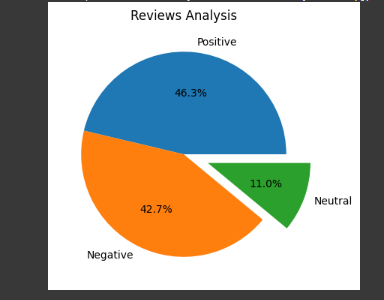 Reviews Analysis
Positive
46.3%
11.0%
Neutral
42.7%
Negative